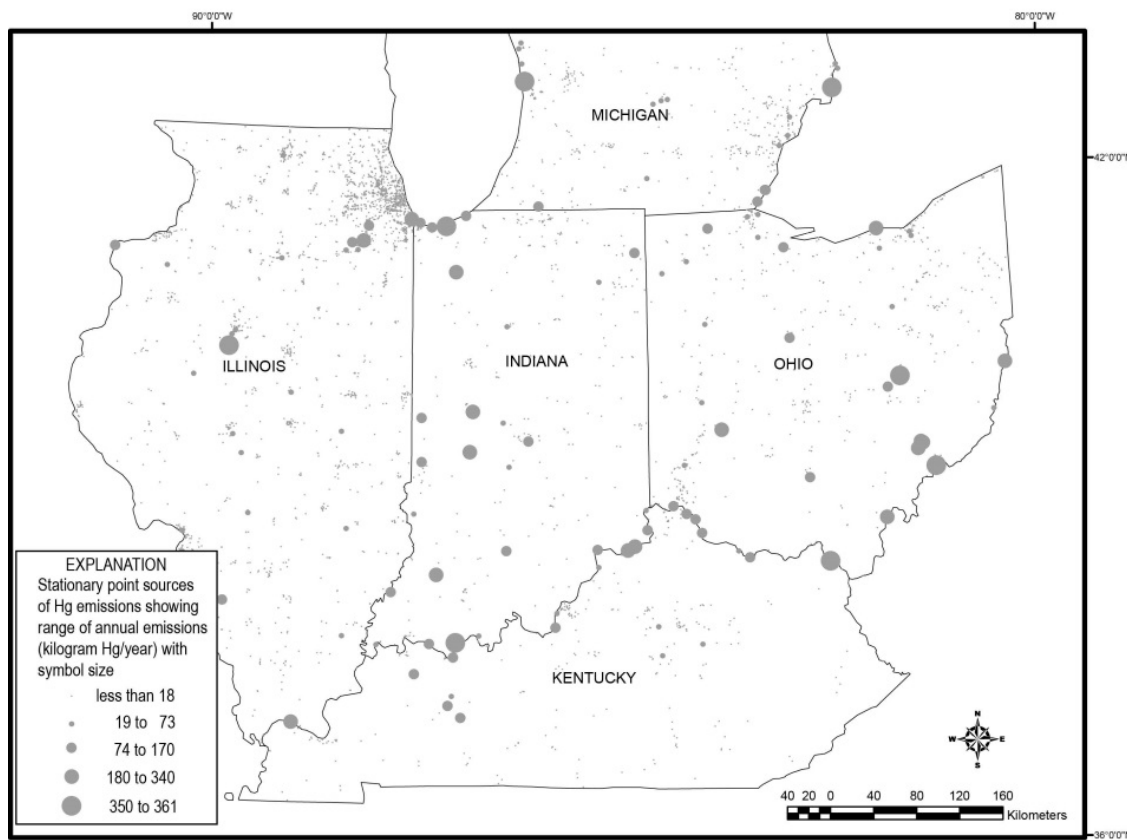 90°0'0"W
80°0'0"W
MICHIGAN
42°0'0"N
ILLINOIS
INDIANA
OHIO
KENTUCKY
EXPLANATION
Stationary point sources
of Hg emissions showing
range of annual emissions
(kilogram Hg/year) with
symbol size
less than 18
19 to 73
74 to 170
180 to 340
350 to 361
N
W E
S
40 20 0 40 80 120 160
Kilometers
36°0'0"N